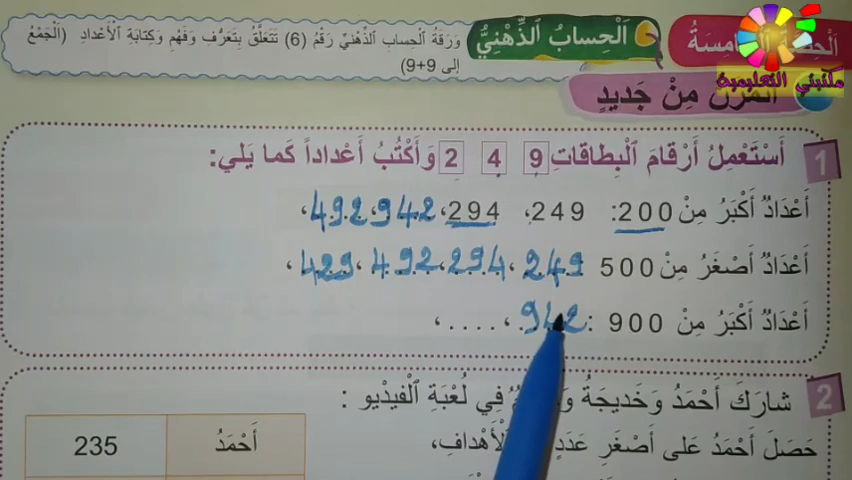 الْحِسابُ الذِّهْنِيُّ
وَرَقَةُ الْحِسابِ الذِّهْنِيِّ رَقْمُ (6) تَتَعَلَّقُ بِتَعَرُّفِ وَفَهْمِ وَكِتابَةِ الْأَعْدادِ (الْجَمْعُ
إلى 9+9)
مكتبتي التعليمية
مِنْ جَديدٍ
1 أَسْتَعْمِلُ أَرْقامَ الْبِطاقاتِ 9 4 2 وَأَكْتُبُ أَعْداداً كَما يَلي:
أَعْدادٌ أَكْبَرُ مِنْ 200: 249، 294، 942، 492،
أَعْدادٌ أَصْغَرُ مِنْ 500 249، 294، 492، 429،
أَعْدادٌ أَكْبَرُ مِنْ 900: 942، .....،
2 شارَكَ أَحْمَدُ وَخَديجَةُ فِي لُعْبَةِ الْفيدْيو :
حَصَلَ أَحْمَدُ عَلى أَصْغَرِ عَدَدٍ الْأَهْدافِ،
أَحْمَدُ 235